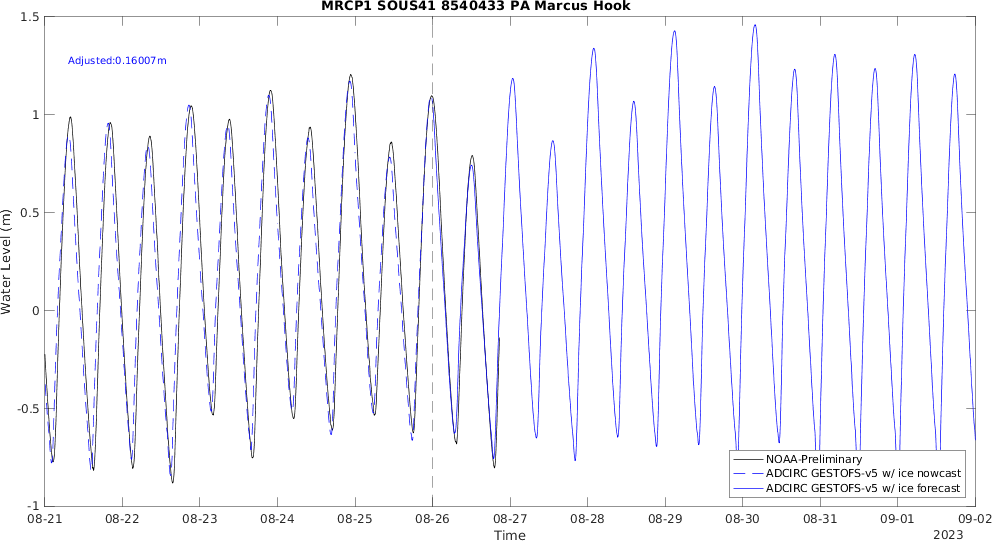 MRCP1 SOUS41 8540433 PA Marcus Hook
Adjusted:0.16007m
Water Level (m)
1.5
1
0.5
0
-0.5
-1
08-21 08-22 08-23 08-24 08-25 08-26 08-27 08-28 08-29 08-30 08-31 09-01 09-02
Time
2023
NOAA-Preliminary
ADCIRC GESTOFS-v5 w/ ice nowcast
ADCIRC GESTOFS-v5 w/ ice forecast